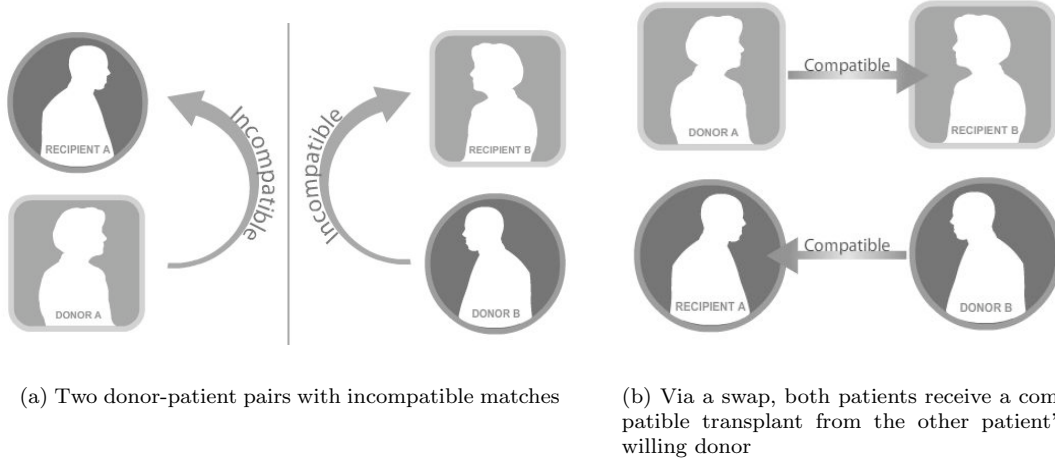 RECIPIENT A
Incompatible
DONOR A
Incompatible
RECIPIENT B
DONOR B
DONOR A
Compatible
RECIPIENT B
RECIPIENT A
Compatible
DONOR B
(a) Two donor-patient pairs with incompatible matches
(b) Via a swap, both patients receive a com
patible transplant from the other patient'
willing donor